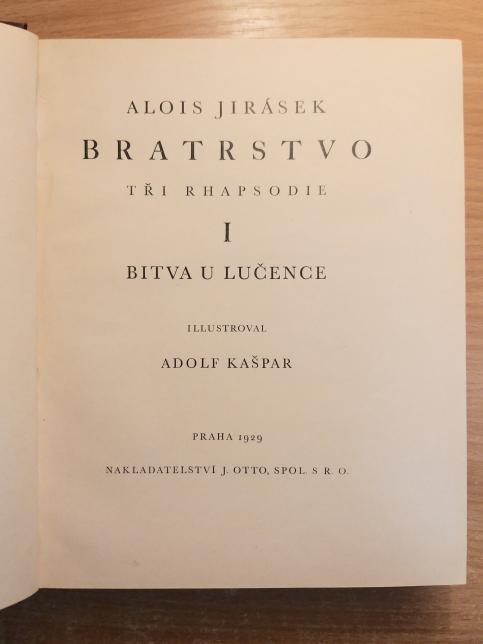 ALOIS JIRÁSEK
BRATRSTVO
TŘI RHAPSODIE
I
BITVA U LUČENCE
ILLUSTROVAL
ADOLF KAŠPAR
PRAHA 1929
NAKLADATELSTVÍ J. OTTO, SPOL. S R. O.